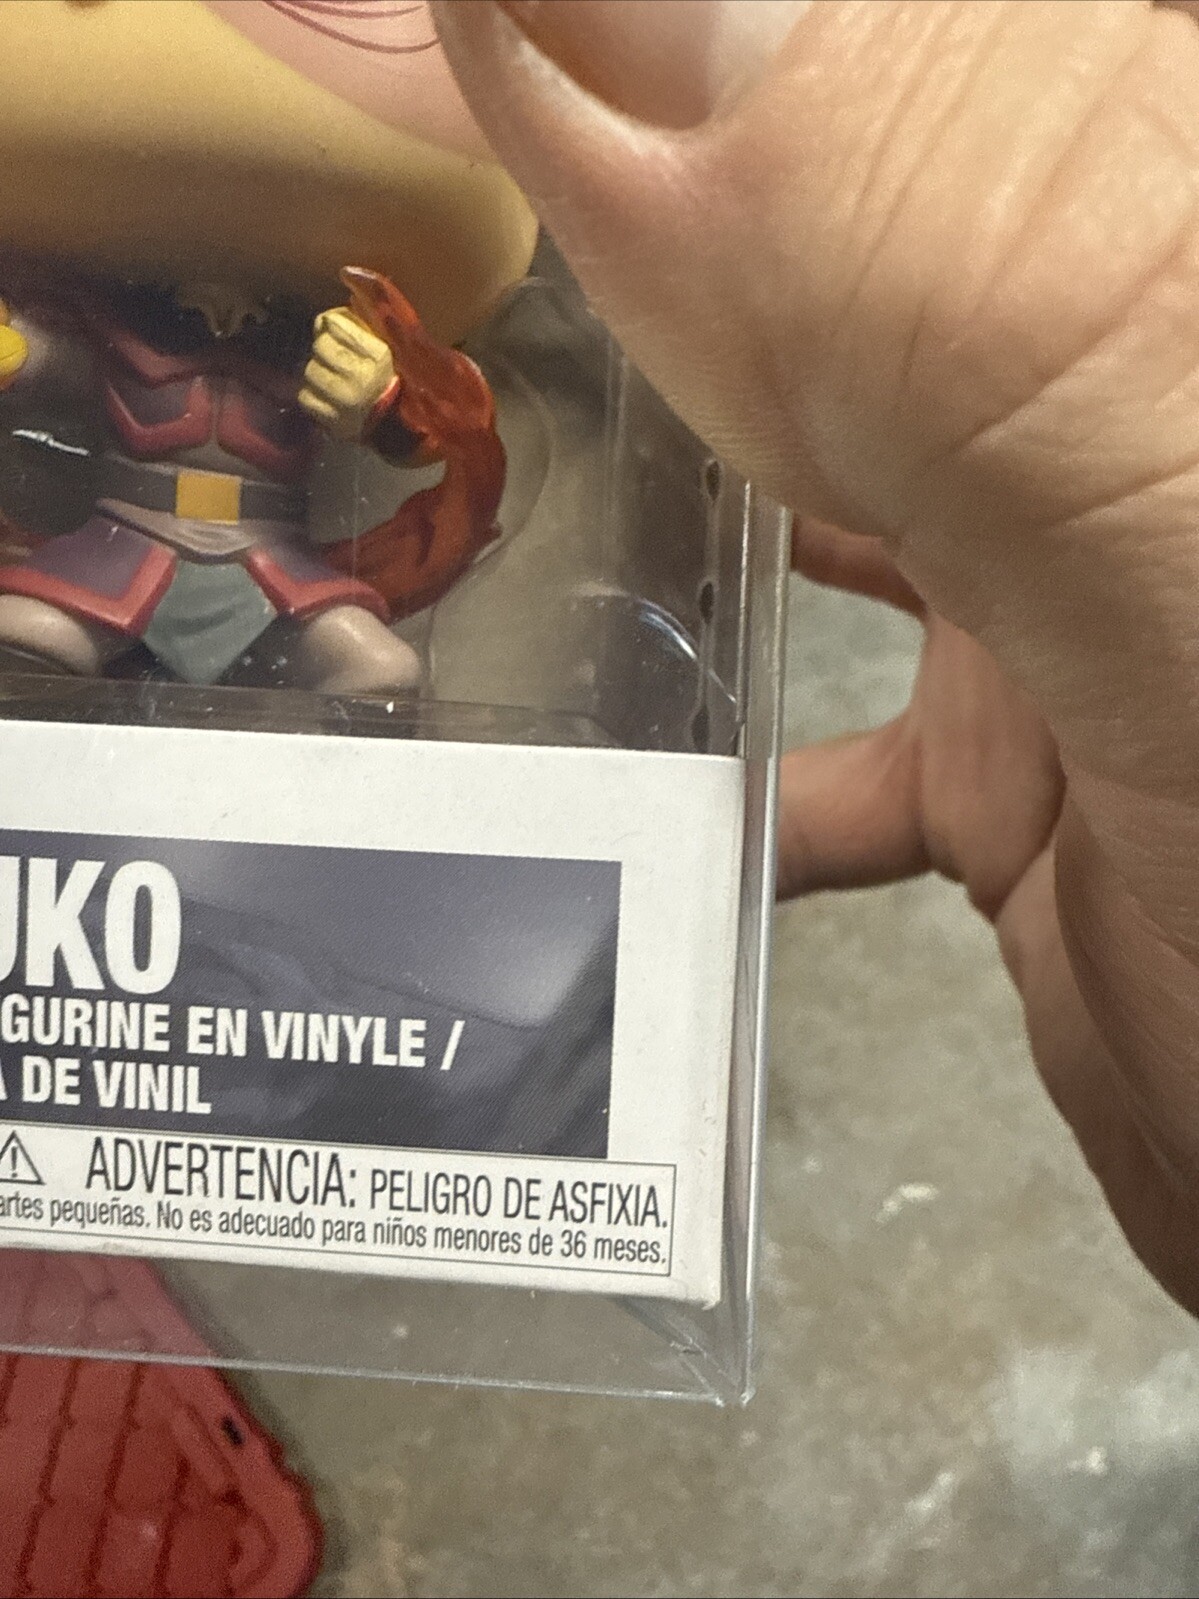 UKO
GURINE EN VINYLE /
DE VINIL
⚠ ADVERTENCIA: PELIGRO DE ASFIXIA.
artes pequeñas. No es adecuado para niños menores de 36 meses.